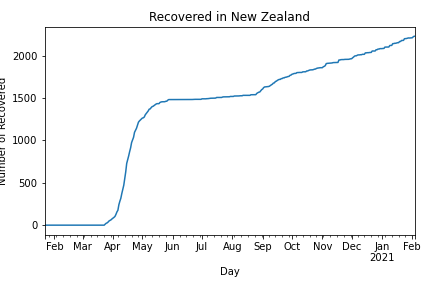 Recovered in New Zealand
Number of Recovered
2000
1500
1000
500
0
Feb Mar Apr May Jun Jul Aug Sep Oct Nov Dec Jan Feb
2021
Day